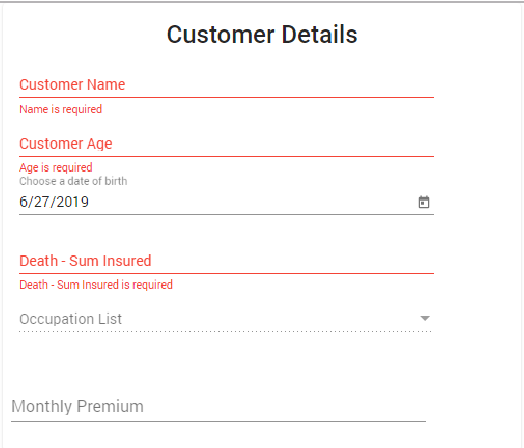 Customer Details
Customer Name
Name is required
Customer Age
Age is required
Choose a date of birth
6/27/2019
Death - Sum Insured
Death - Sum Insured is required
Occupation List
Monthly Premium